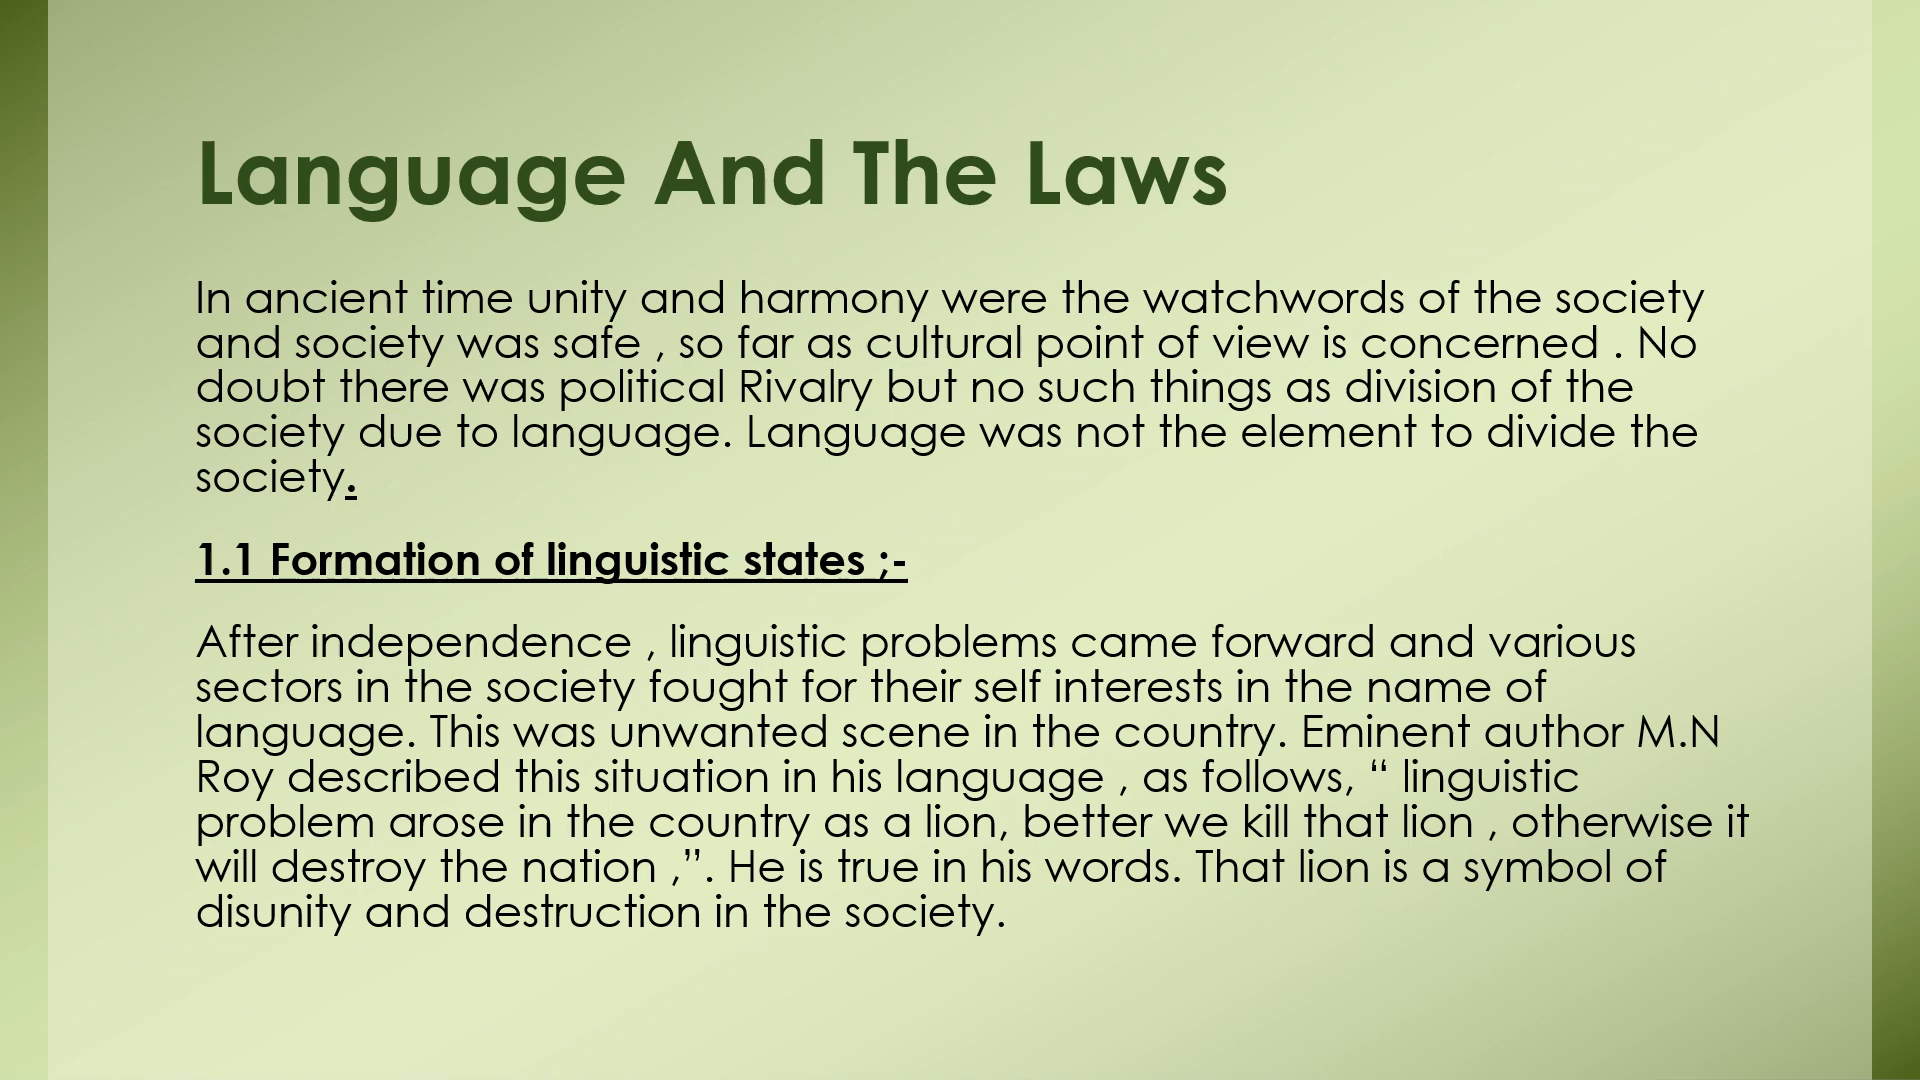 Language And The Laws
In ancient time unity and harmony were the watchwords of the society
and society was safe , so far as cultural point of view is concerned . No
doubt there was political Rivalry but no such things as division of the
society due to language. Language was not the element to divide the
society.
1.1 Formation of linguistic states ;-
After independence , linguistic problems came forward and various
sectors in the society fought for their self interests in the name of
language. This was unwanted scene in the country. Eminent author M.N
Roy described this situation in his language , as follows, “ linguistic
problem arose in the country as a lion, better we kill that lion , otherwise it
will destroy the nation ,”. He is true in his words. That lion is a symbol of
disunity and destruction in the society.